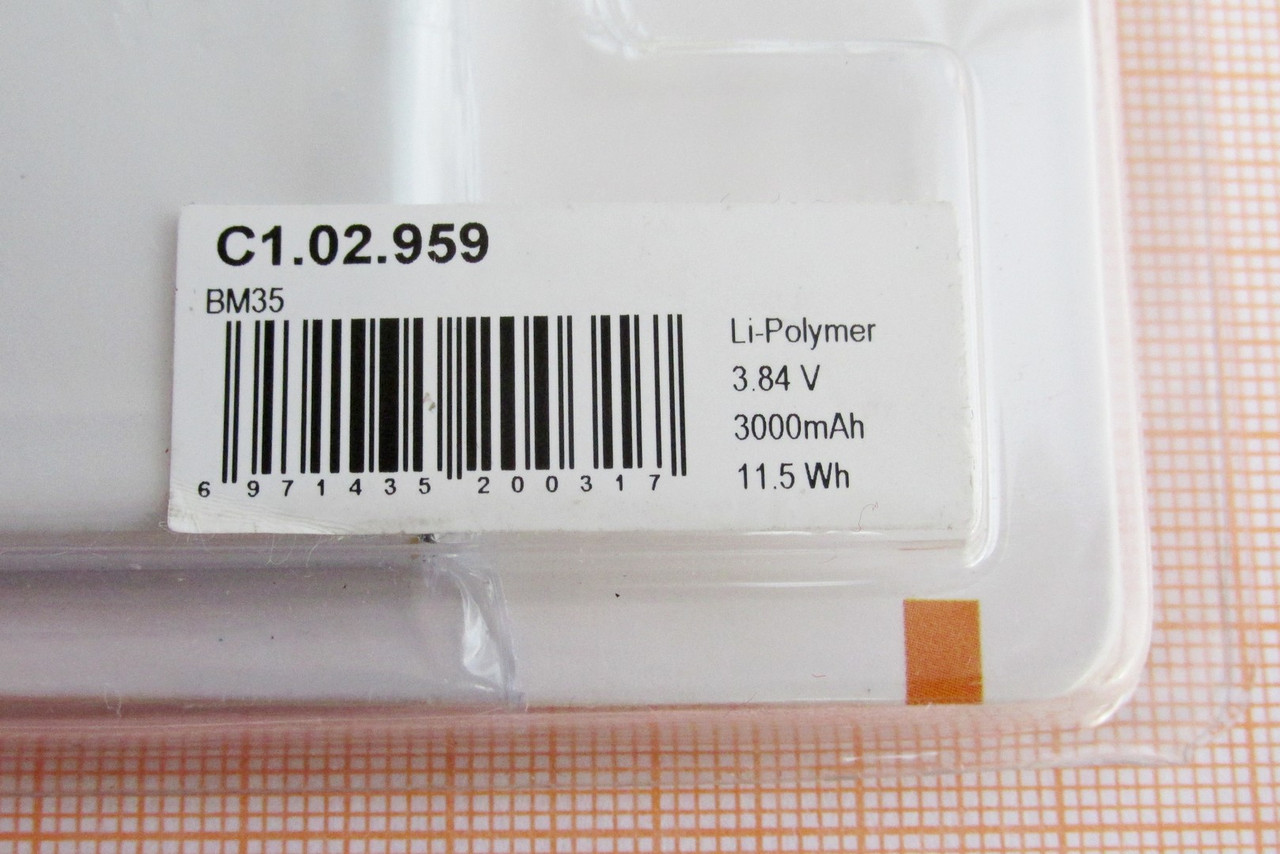 C1.02.959
BM35
Li-Polymer
3.84 V
3000mAh
11.5 Wh
6 971435 200317